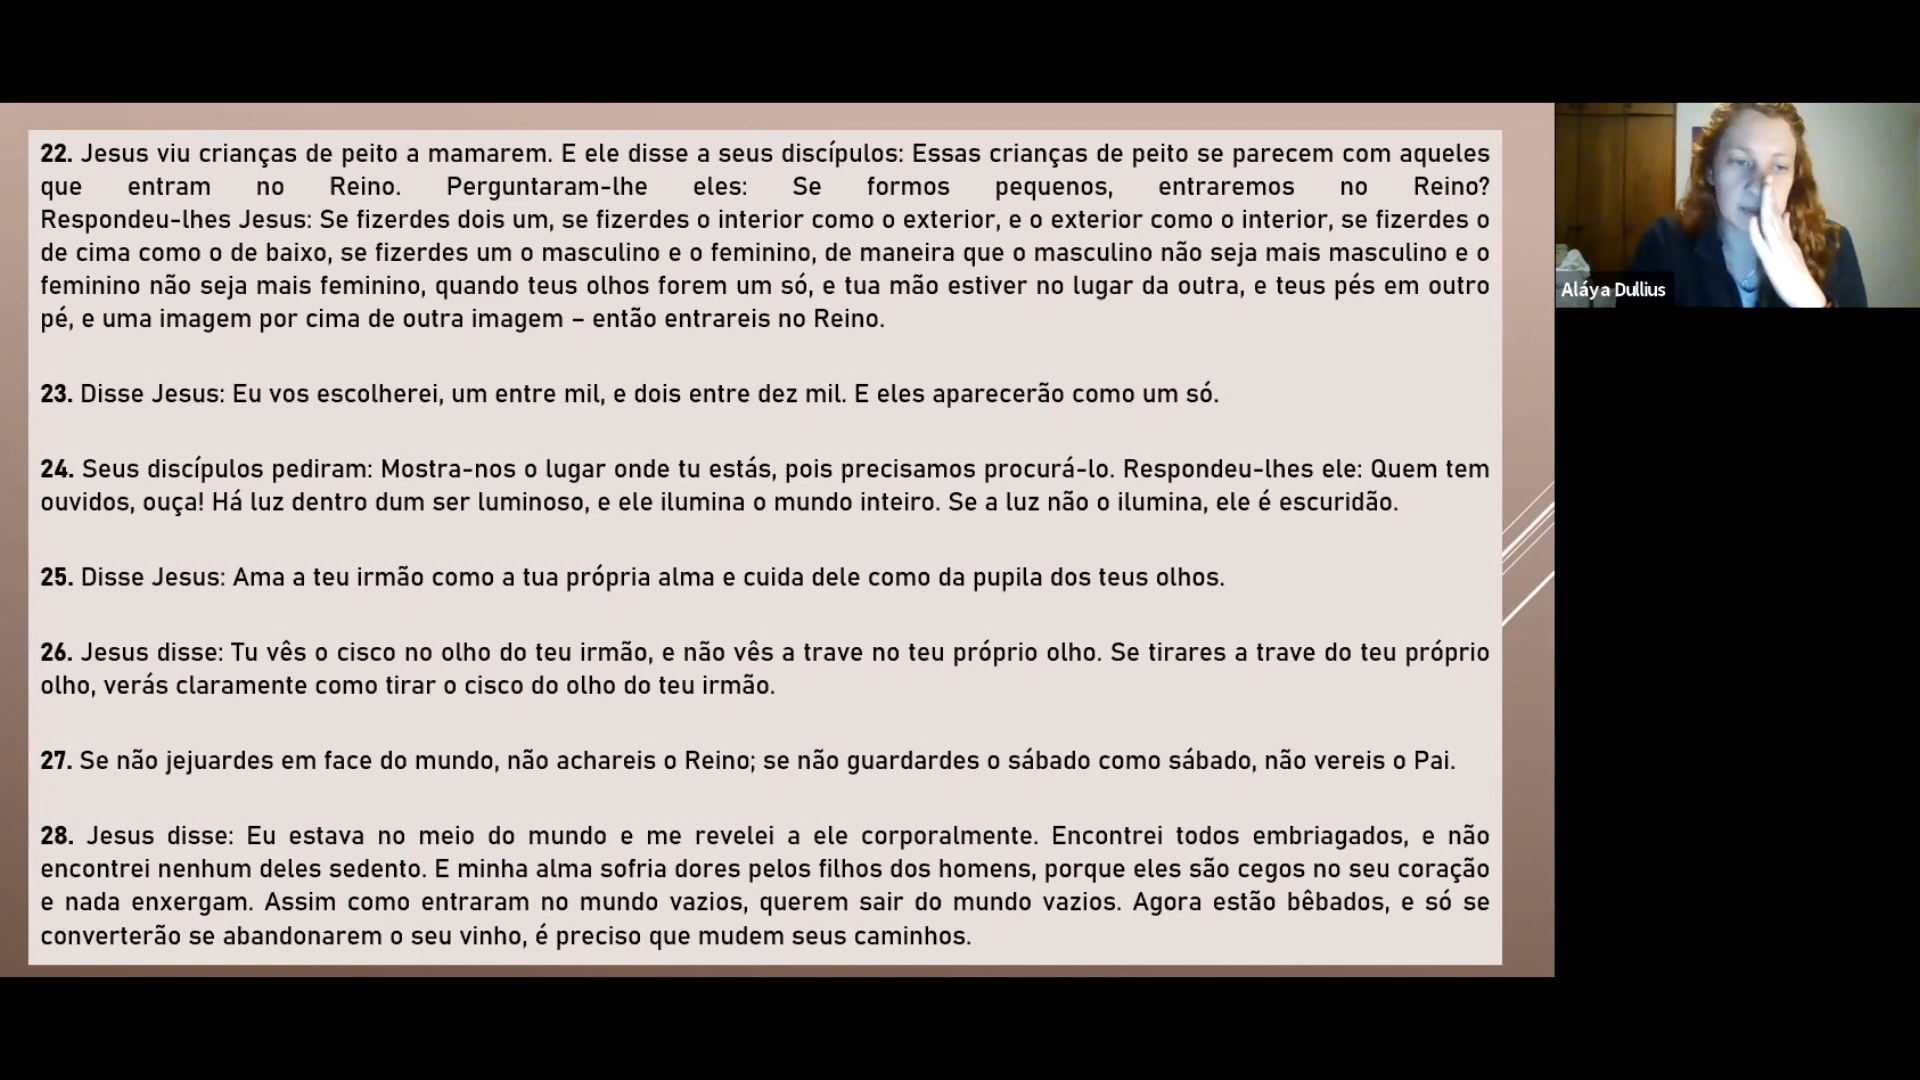 22. Jesus viu crianças de peito a mamarem. E ele disse a seus discípulos: Essas crianças de peito se parecem com aqueles
que entram no Reino. Perguntaram-lhe eles: Se formos pequenos, entraremos no Reino?
Respondeu-lhes Jesus: Se fizerdes dois um, se fizerdes o interior como o exterior, e o exterior como o interior, se fizerdes o
de cima como o de baixo, se fizerdes um o masculino e o feminino, de maneira que o masculino não seja mais masculino e o
feminino não seja mais feminino, quando teus olhos forem um só, e tua mão estiver no lugar da outra, e teus pés em outro
pé, e uma imagem por cima de outra imagem – então entrareis no Reino.
23. Disse Jesus: Eu vos escolherei, um entre mil, e dois entre dez mil. E eles aparecerão como um só.
24. Seus discípulos pediram: Mostra-nos o lugar onde tu estás, pois precisamos procurá-lo. Respondeu-lhes ele: Quem tem
ouvidos, ouça! Há luz dentro dum ser luminoso, e ele ilumina o mundo inteiro. Se a luz não o ilumina, ele é escuridão.
25. Disse Jesus: Ama a teu irmão como a tua própria alma e cuida dele como da pupila dos teus olhos.
26. Jesus disse: Tu vês o cisco no olho do teu irmão, e não vês a trave no teu próprio olho. Se tirares a trave do teu próprio
olho, verás claramente como tirar o cisco do olho do teu irmão.
27. Se não jejuardes em face do mundo, não achareis o Reino; se não guardardes o sábado como sábado, não vereis o Pai.
28. Jesus disse: Eu estava no meio do mundo e me revelei a ele corporalmente. Encontrei todos embriagados, e não
encontrei nenhum deles sedento. E minha alma sofria dores pelos filhos dos homens, porque eles são cegos no seu coração
e nada enxergam. Assim como entraram no mundo vazios, querem sair do mundo vazios. Agora estão bêbados, e só se
converterão se abandonarem o seu vinho, é preciso que mudem seus caminhos.
Aláya Dullius